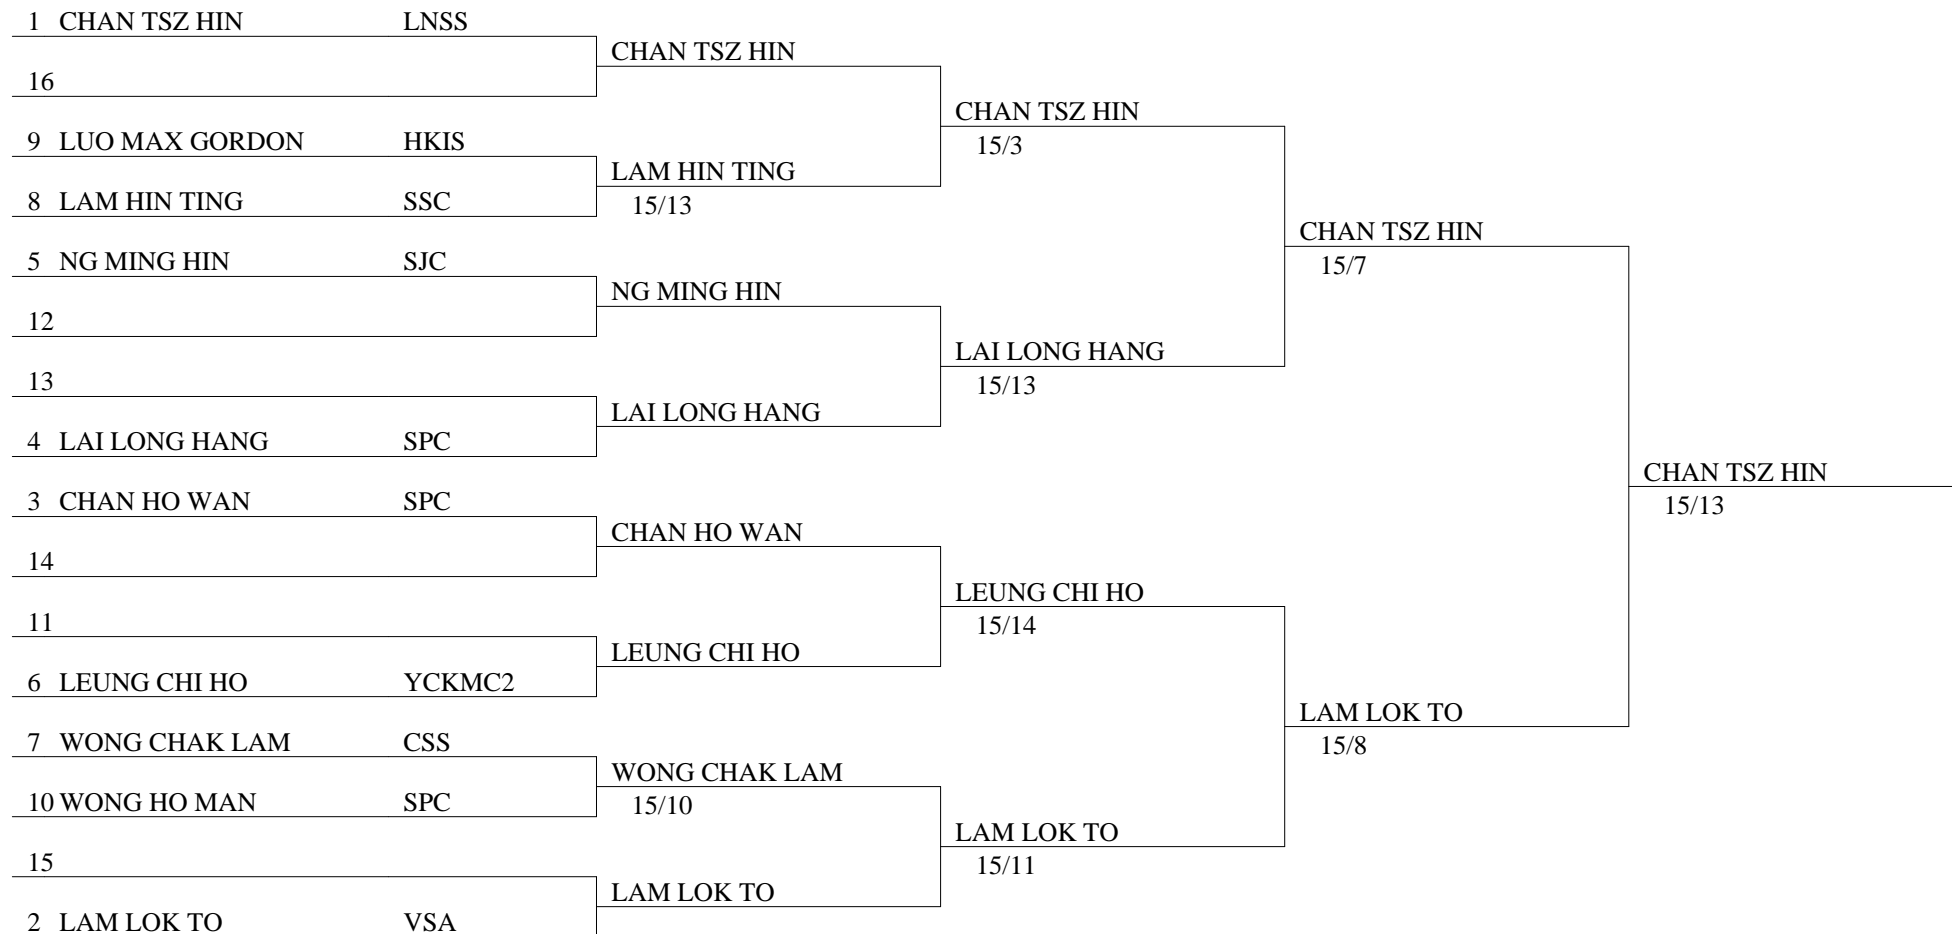 1 CHAN TSZ HIN LNSS
CHAN TSZ HIN
16
CHAN TSZ HIN
9 LUO MAX GORDON HKIS
15/3
LAM HIN TING
8 LAM HIN TING SSC
15/13
CHAN TSZ HIN
5 NG MING HIN SJC
15/7
NG MING HIN
12
LAI LONG HANG
13
15/13
LAI LONG HANG
4 LAI LONG HANG SPC
CHAN TSZ HIN
3 CHAN HO WAN SPC
15/13
CHAN HO WAN
14
LEUNG CHI HO
11
15/14
LEUNG CHI HO
6 LEUNG CHI HO YCKMC2
LAM LOK TO
7 WONG CHAK LAM CSS
15/8
WONG CHAK LAM
10 WONG HO MAN SPC
15/10
LAM LOK TO
15
15/11
LAM LOK TO
2 LAM LOK TO VSA